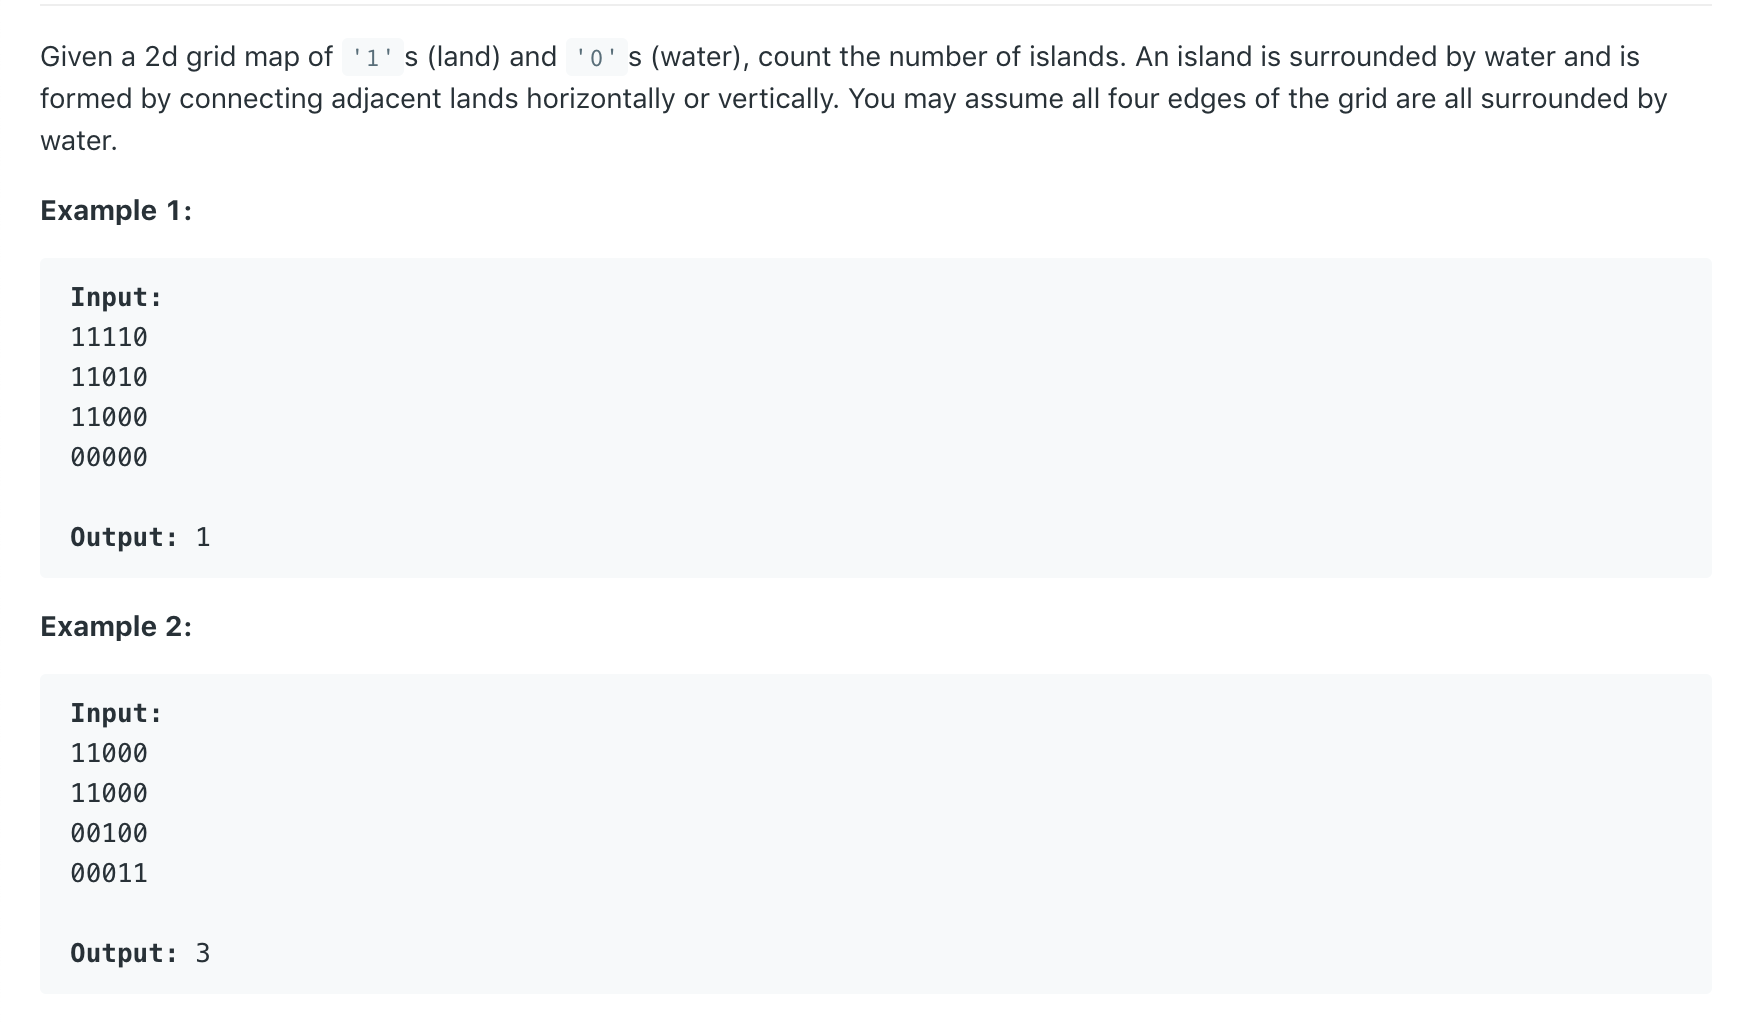 Given a 2d grid map of '1's (land) and '0's (water), count the number of islands. An island is surrounded by water and is
formed by connecting adjacent lands horizontally or vertically. You may assume all four edges of the grid are all surrounded by
water.
Example 1:
Input:
11110
11010
11000
00000
Output: 1
Example 2:
Input:
11000
11000
00100
00011
Output: 3